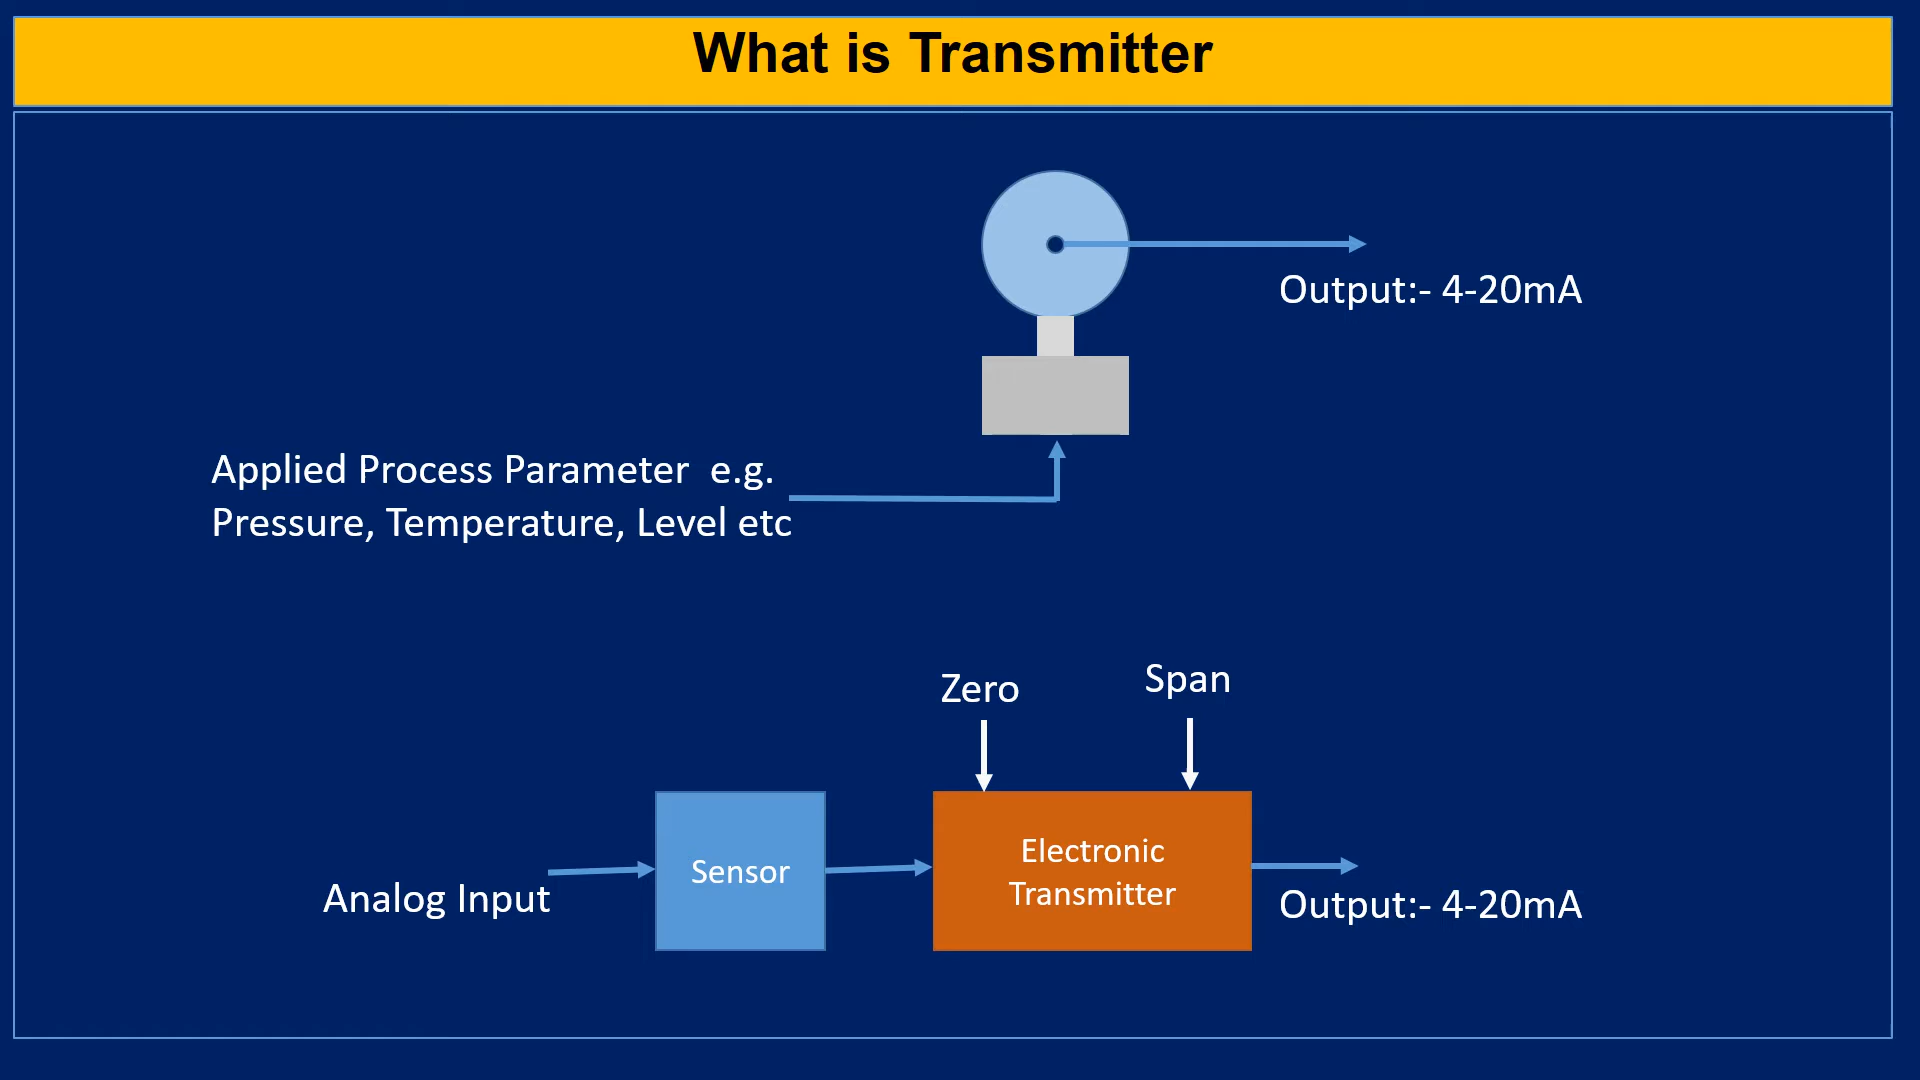 What is Transmitter
Output:- 4-20mA
Applied Process Parameter  e.g.
Pressure, Temperature, Level etc
Zero
Span
Analog Input
Sensor
Electronic
Transmitter
Output:- 4-20mA